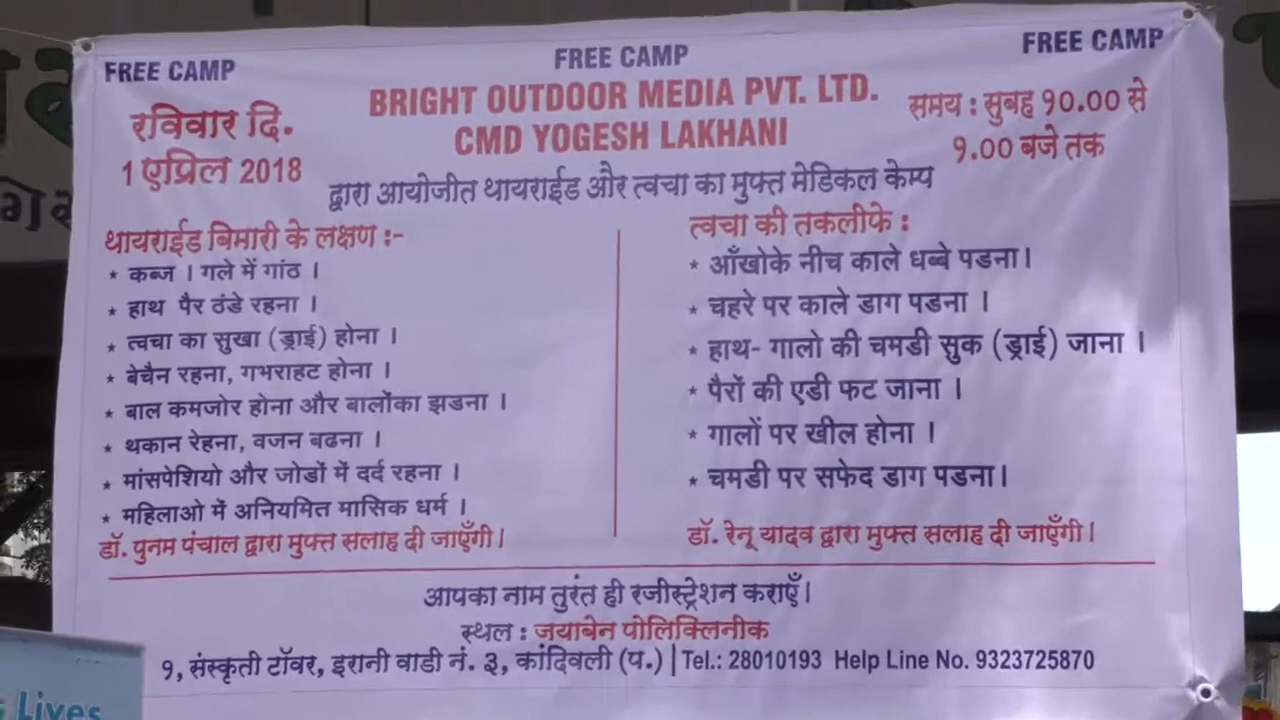 FREE CAMP
FREE CAMP
FREE CAMP
BRIGHT OUTDOOR MEDIA PVT. LTD.
CMD YOGESH LAKHANI
रविवार दि.
1 एप्रिल 2018
समय : सुबह १०.०० से
१.०० बजे तक
द्वारा आयोजीत थायराईड और त्वचा का मुफ्त मेडिकल केम्प
थायराईड बिमारी के लक्षण :-
* कब्ज । गले में गांठ ।
* हाथ पैर ठंडे रहना ।
* त्वचा का सुखा (ड्राई) होना ।
* बेचैन रहना, गभराहट होना ।
* बाल कमजोर होना और बालोंका झडना ।
* थकान रेहना, वजन बढना ।
* मांसपेशियो और जोडों में दर्द रहना ।
* महिलाओ में अनियमित मासिक धर्म ।
डॉ. पुनम पंचाल द्वारा मुफ्त सलाह दी जाएँगी।
त्वचा की तकलीफे :
* आँखोके नीच काले धब्बे पडना।
* चहरे पर काले डाग पडना ।
* हाथ- गालो की चमडी सुक (ड्राई) जाना ।
* पैरों की एडी फट जाना ।
* गालों पर खील होना ।
* चमडी पर सफेद डाग पडना।
डॉ. रेनू यादव द्वारा मुफ्त सलाह दी जाएँगी।
आपका नाम तुरंत ही रजीस्ट्रेशन कराएँ।
स्थल : जयाबेन पोलिक्लिनीक
१, संस्कृती टॉवर, इरानी वाडी नं. ३, कांदिवली (प.) | Tel.: 28010193 Help Line No. 9323725870
Lives